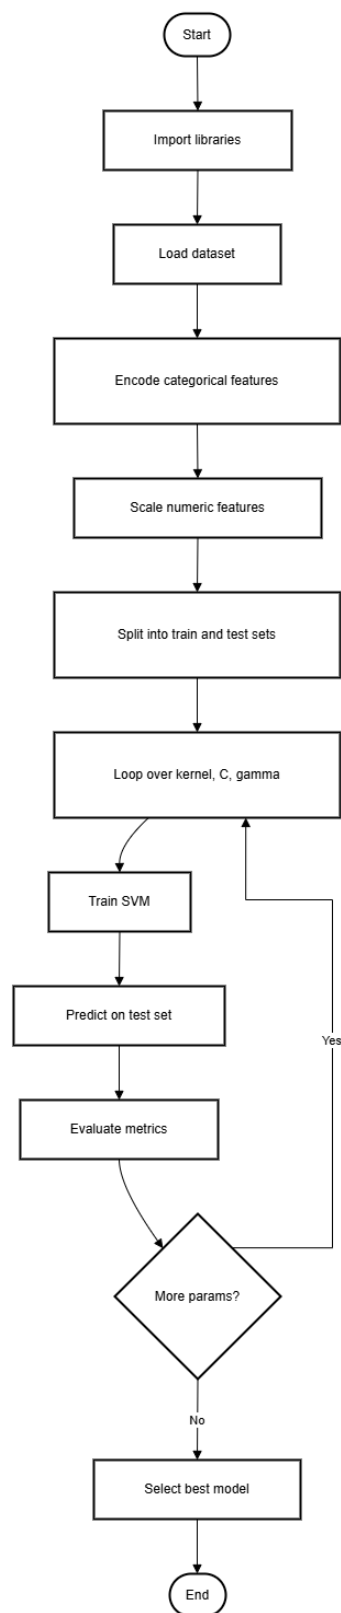 Start
Import libraries
Load dataset
Encode categorical features
Scale numeric features
Split into train and test sets
Loop over kernel, C, gamma
Train SVM
Predict on test set
Yes
Evaluate metrics
More params?
No
Select best model
End